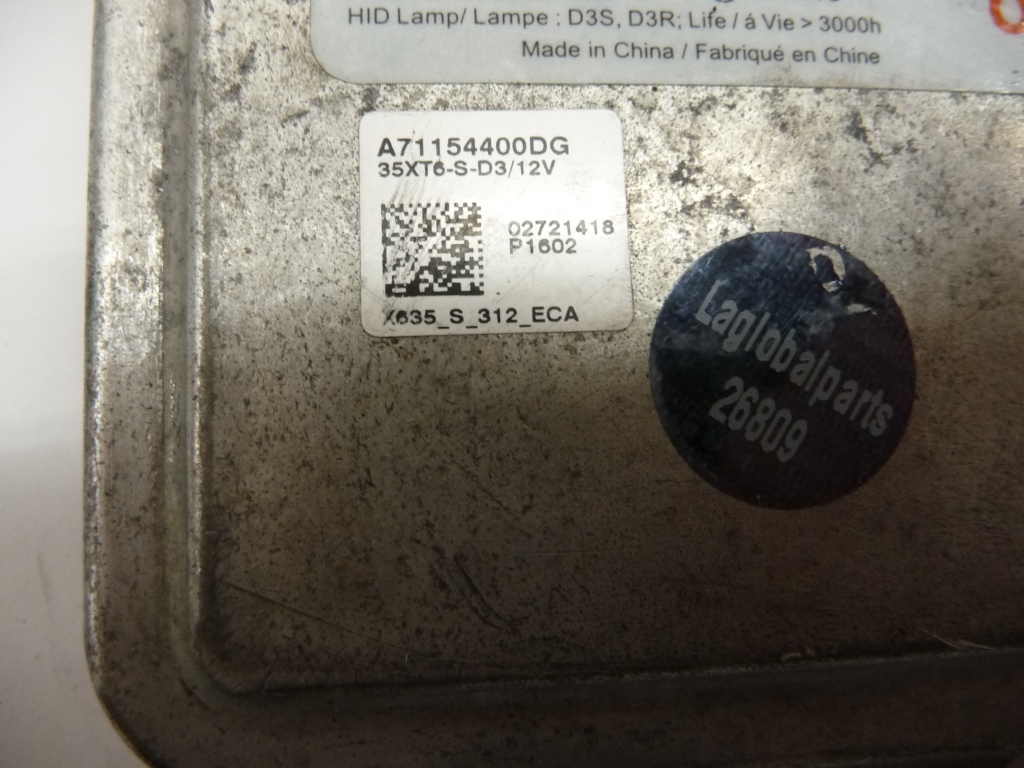 HID Lamp/ Lampe : D3S, D3R; Life / á Vie > 3000h
Made in China / Fabriqué en Chine
A71154400DG
35XT6-S-D3/12V
02721418
P1602
X635_S_312_ECA
Laglobalparts
26809